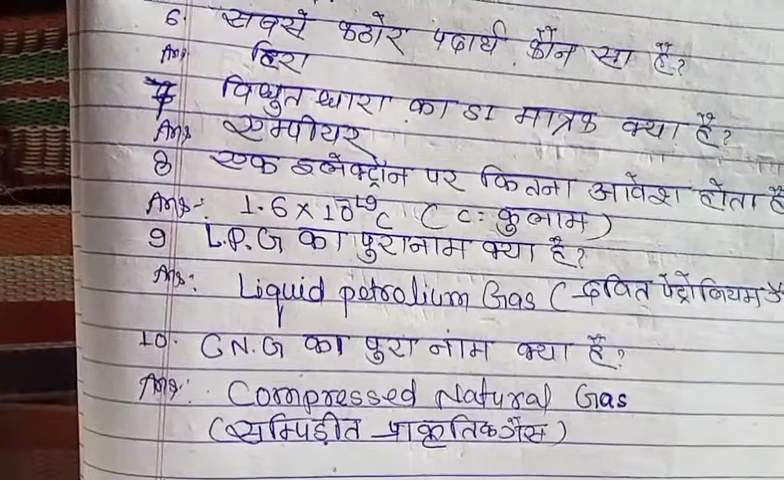 6. सबसे कठोर पदार्थ कौन सा है?
Ans हिरा
7 विधुत धारा का SI मात्रक क्या है?
Ans एम्पीयर
8 एक इलेक्ट्रॉन पर कितना आवेश होता है
Ans: 1.6×10-19C (C = कुलाम)
9 L.P.G का पुरानाम क्या है?
Ans: Liquid petrolium Gas (द्रवित पेट्रोलियम
10. C N.G का पुरा नाम क्या है?
Ans: Compressed Natural Gas
(सम्पिड़ीत प्राकृतिक गैस)